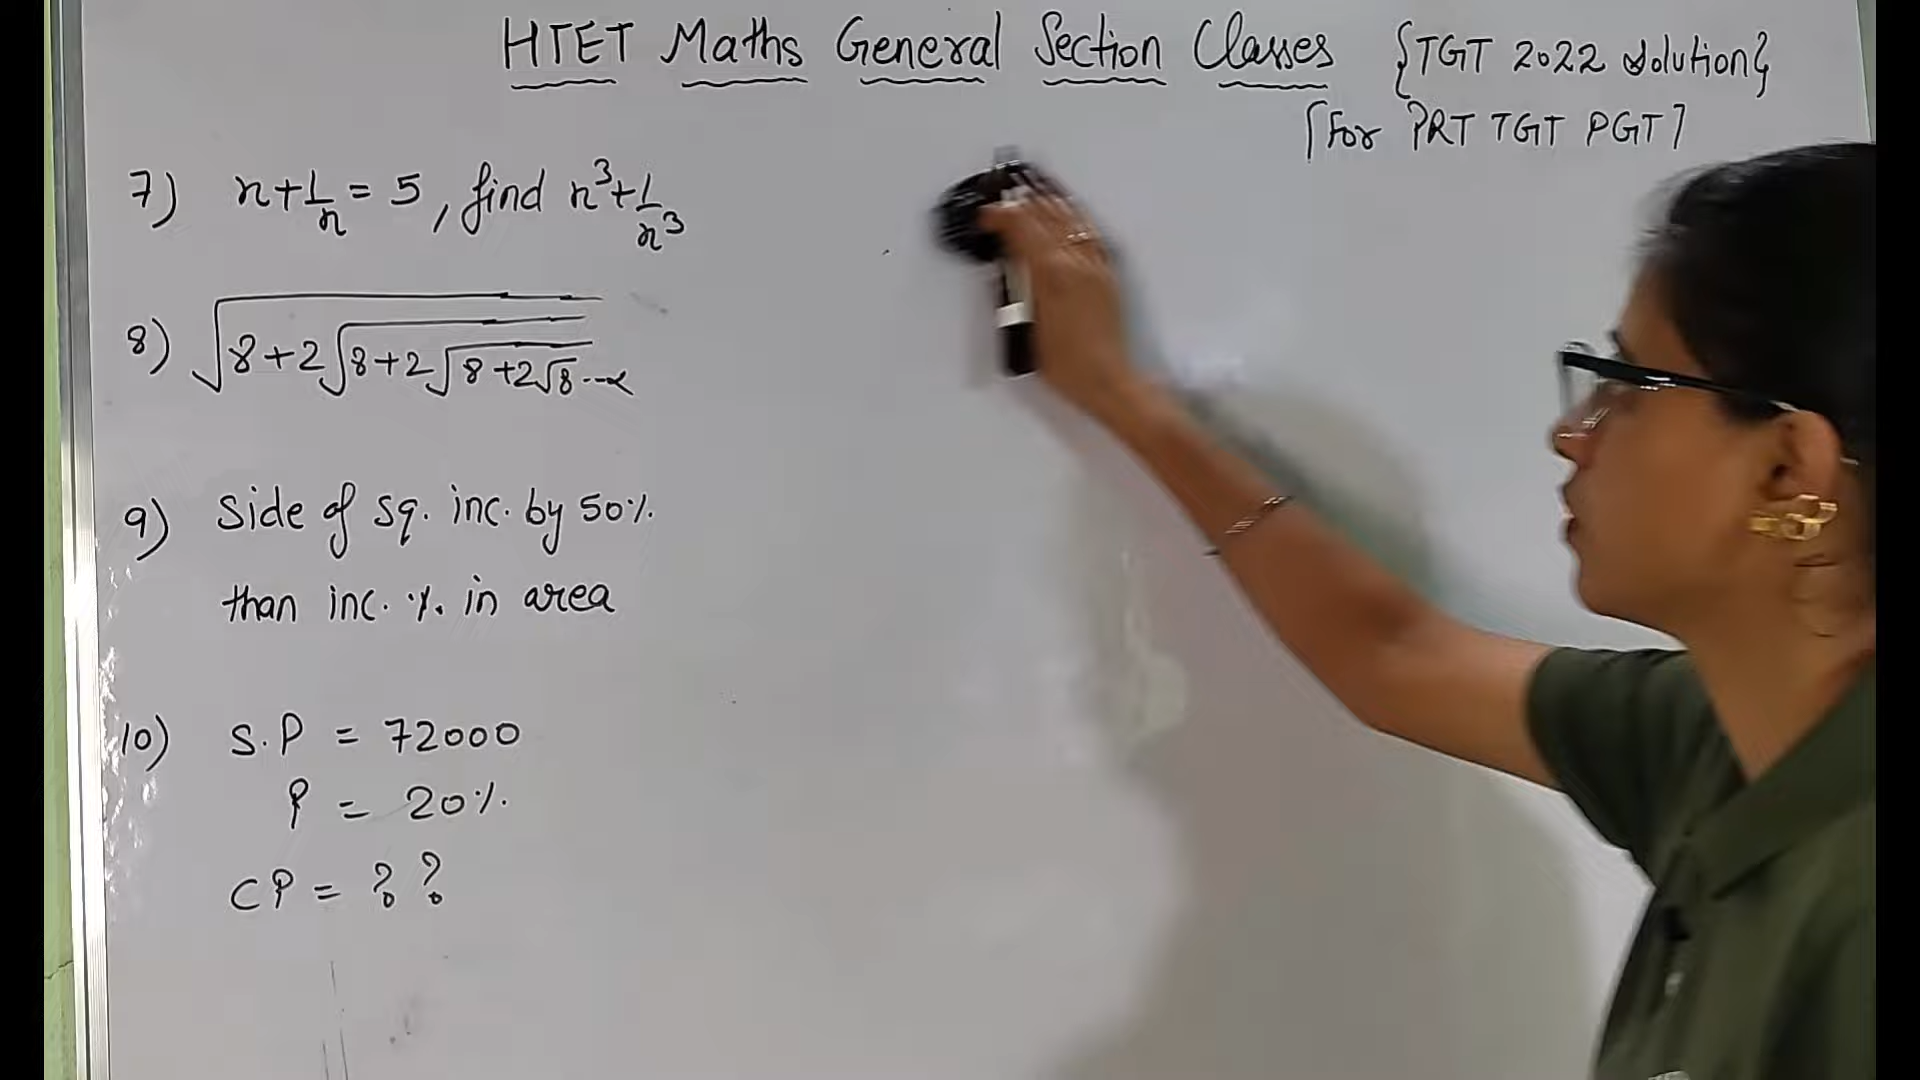 HTET Maths General Section Classes {TGT 2022 solution}
[For PRT TGT PGT]
7) x+1/x = 5, find x³+1/x³
8) √8+2√8+2√8+2√8--∝
9) Side of sq. inc. by 50%.
than inc. %. in area
10) S.P = 72000
P = 20%.
CP = ??